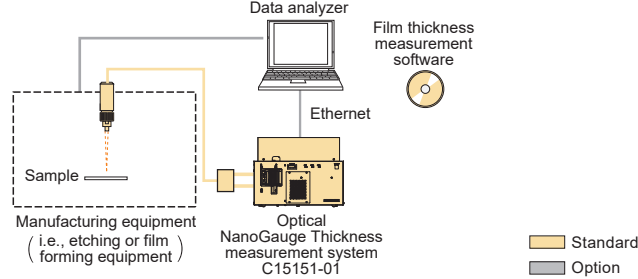 Data analyzer
Film thickness
measurement
software
Ethernet
Sample
Manufacturing equipment
( i.e., etching or film
forming equipment )
Optical
NanoGauge Thickness
measurement system
C15151-01
Standard
Option